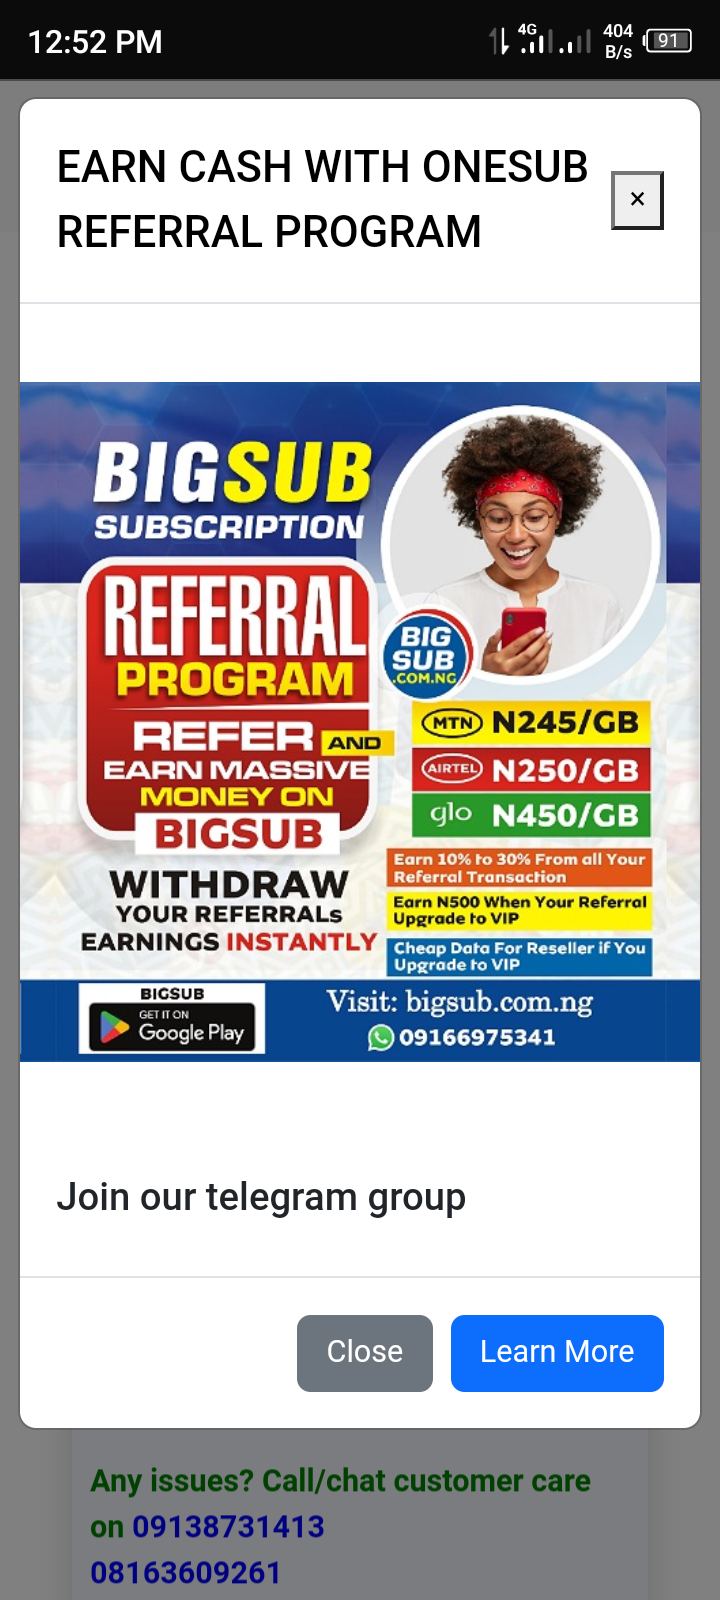 12:52 PM
4G
404
B/s
91
EARN CASH WITH ONESUB
REFERRAL PROGRAM
×
BIGSUB
SUBSCRIPTION
REFERRAL
PROGRAM
REFER AND
EARN MASSIVE
MONEY ON
BIGSUB
WITHDRAW
YOUR REFERRALs
EARNINGS INSTANTLY
BIG
SUB
.COM.NG
MTN N245/GB
AIRTEL N250/GB
glo N450/GB
Earn 10% to 30% From all Your
Referral Transaction
Earn N500 When Your Referral
Upgrade to VIP
Cheap Data For Reseller if You
Upgrade to VIP
BIGSUB
GET IT ON
Google Play
Visit: bigsub.com.ng
09166975341
Join our telegram group
Close
Learn More
Any issues? Call/chat customer care
on 09138731413
08163609261